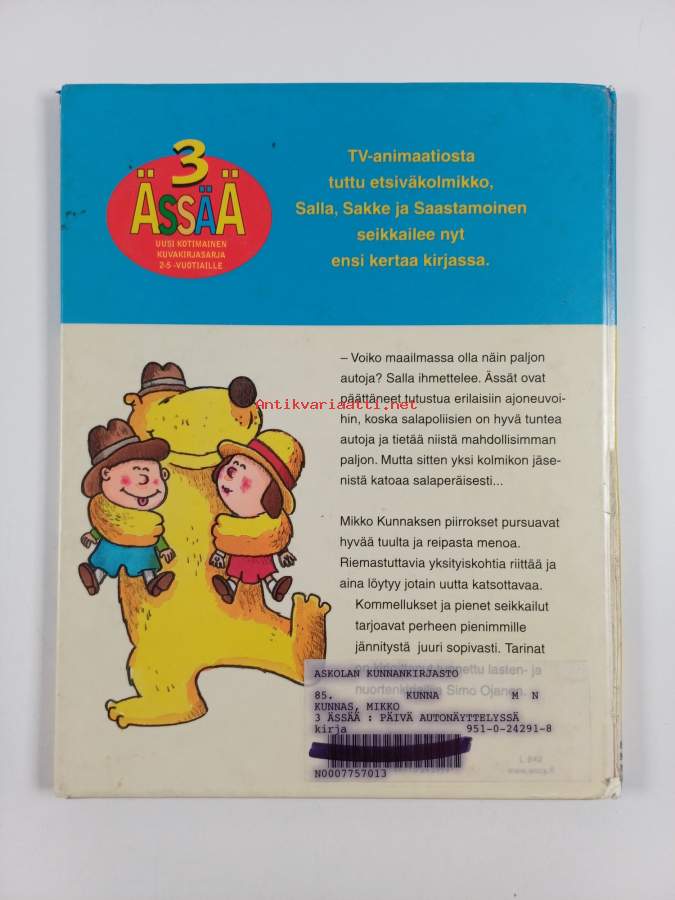 3
ÄSSÄÄ
UUSI KOTIMAINEN
KUVAKIRJASARJA
2-5 -VUOTIAILLE
TV-animaatiosta
tuttu etsiväkolmikko,
Salla, Sakke ja Saastamoinen
seikkailee nyt
ensi kertaa kirjassa.
– Voiko maailmassa olla näin paljon
autoja? Salla ihmettelee. Ässät ovat
päättäneet tutustua erilaisiin ajoneuvoi-
hin, koska salapoliisien on hyvä tuntea
autoja ja tietää niistä mahdollisimman
paljon. Mutta sitten yksi kolmikon jäse-
nistä katoaa salaperäisesti...
Antikvariaatti.net
Mikko Kunnaksen piirrokset pursuavat
hyvää tuulta ja reipasta menoa.
Riemastuttavia yksityiskohtia riittää ja
aina löytyy jotain uutta katsottavaa.
Kommellukset ja pienet seikkailut
tarjoavat perheen pienimmille
jännitystä juuri sopivasti. Tarinat
on kirjoittanut tunnettu lasten- ja
nuortenkirjailija Simo Ojanen.
ASKOLAN KUNNANKIRJASTO
85. KUNNA M N
KUNNAS, MIKKO
3 ÄSSÄÄ : PÄIVÄ AUTONÄYTTELYSSÄ
kirja 951-0-24291-8
N0007757013